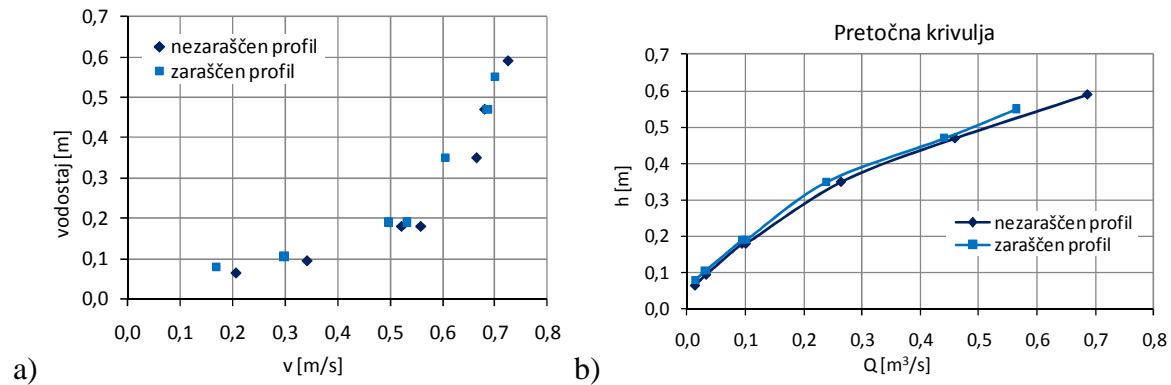 0,7
0,6
0,5
0,4
0,3
0,2
0,1
0,0
vodostaj [m]
nezaraščen profil
zaraščen profil
0,0 0,1 0,2 0,3 0,4 0,5 0,6 0,7 0,8
v [m/s]
a)
Pretočna krivulja
0,7
0,6
0,5
0,4
0,3
0,2
0,1
0,0
h [m]
nezaraščen profil
zaraščen profil
0,0 0,1 0,2 0,3 0,4 0,5 0,6 0,7 0,8
Q [m³/s]
b)